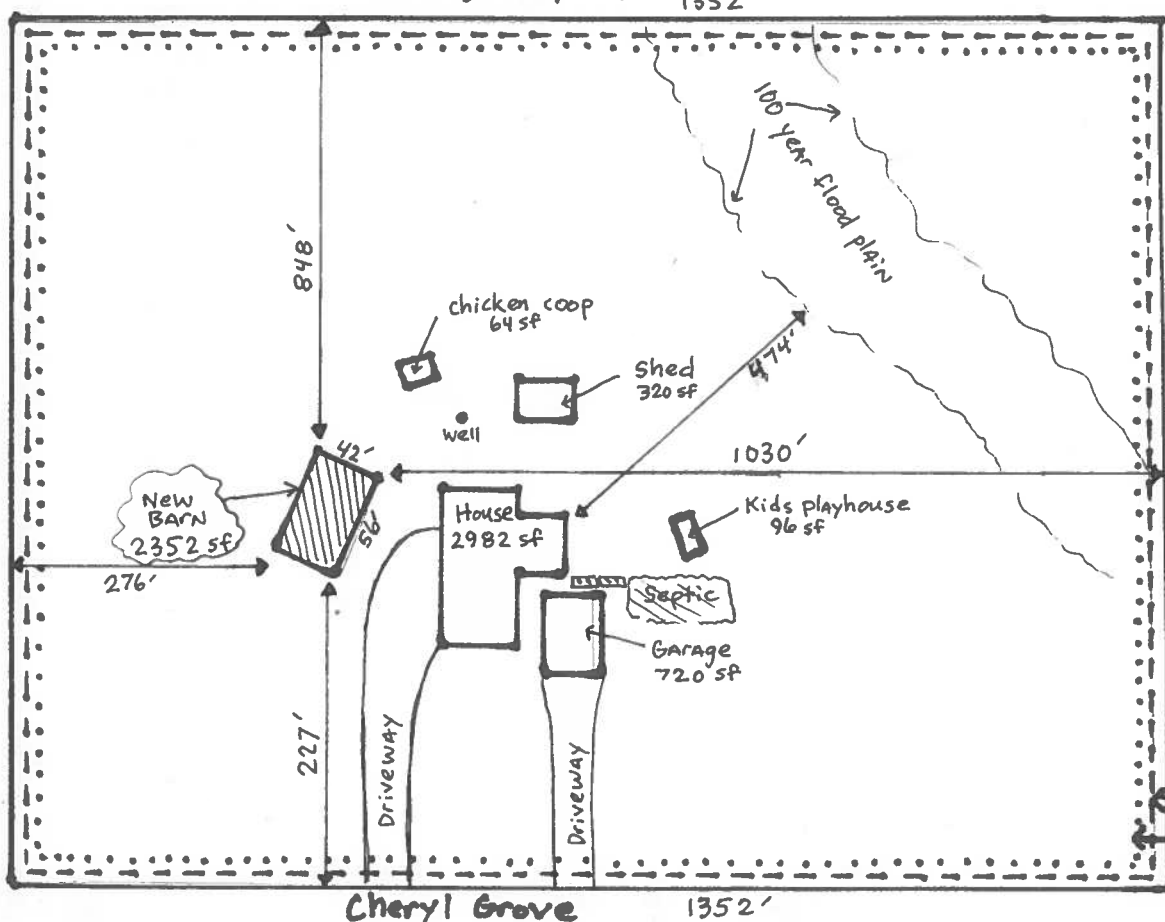 1352
100
year flood plain
848'
chicken coop
64 sf
Shed
320 sf
474'
well
42'
1030'
New
BARN
2352 sf
56'
House
2982 sf
Kids playhouse
96 sf
276'
Septic
Garage
720 sf
227'
Driveway
Driveway
Cheryl Grove
1352'